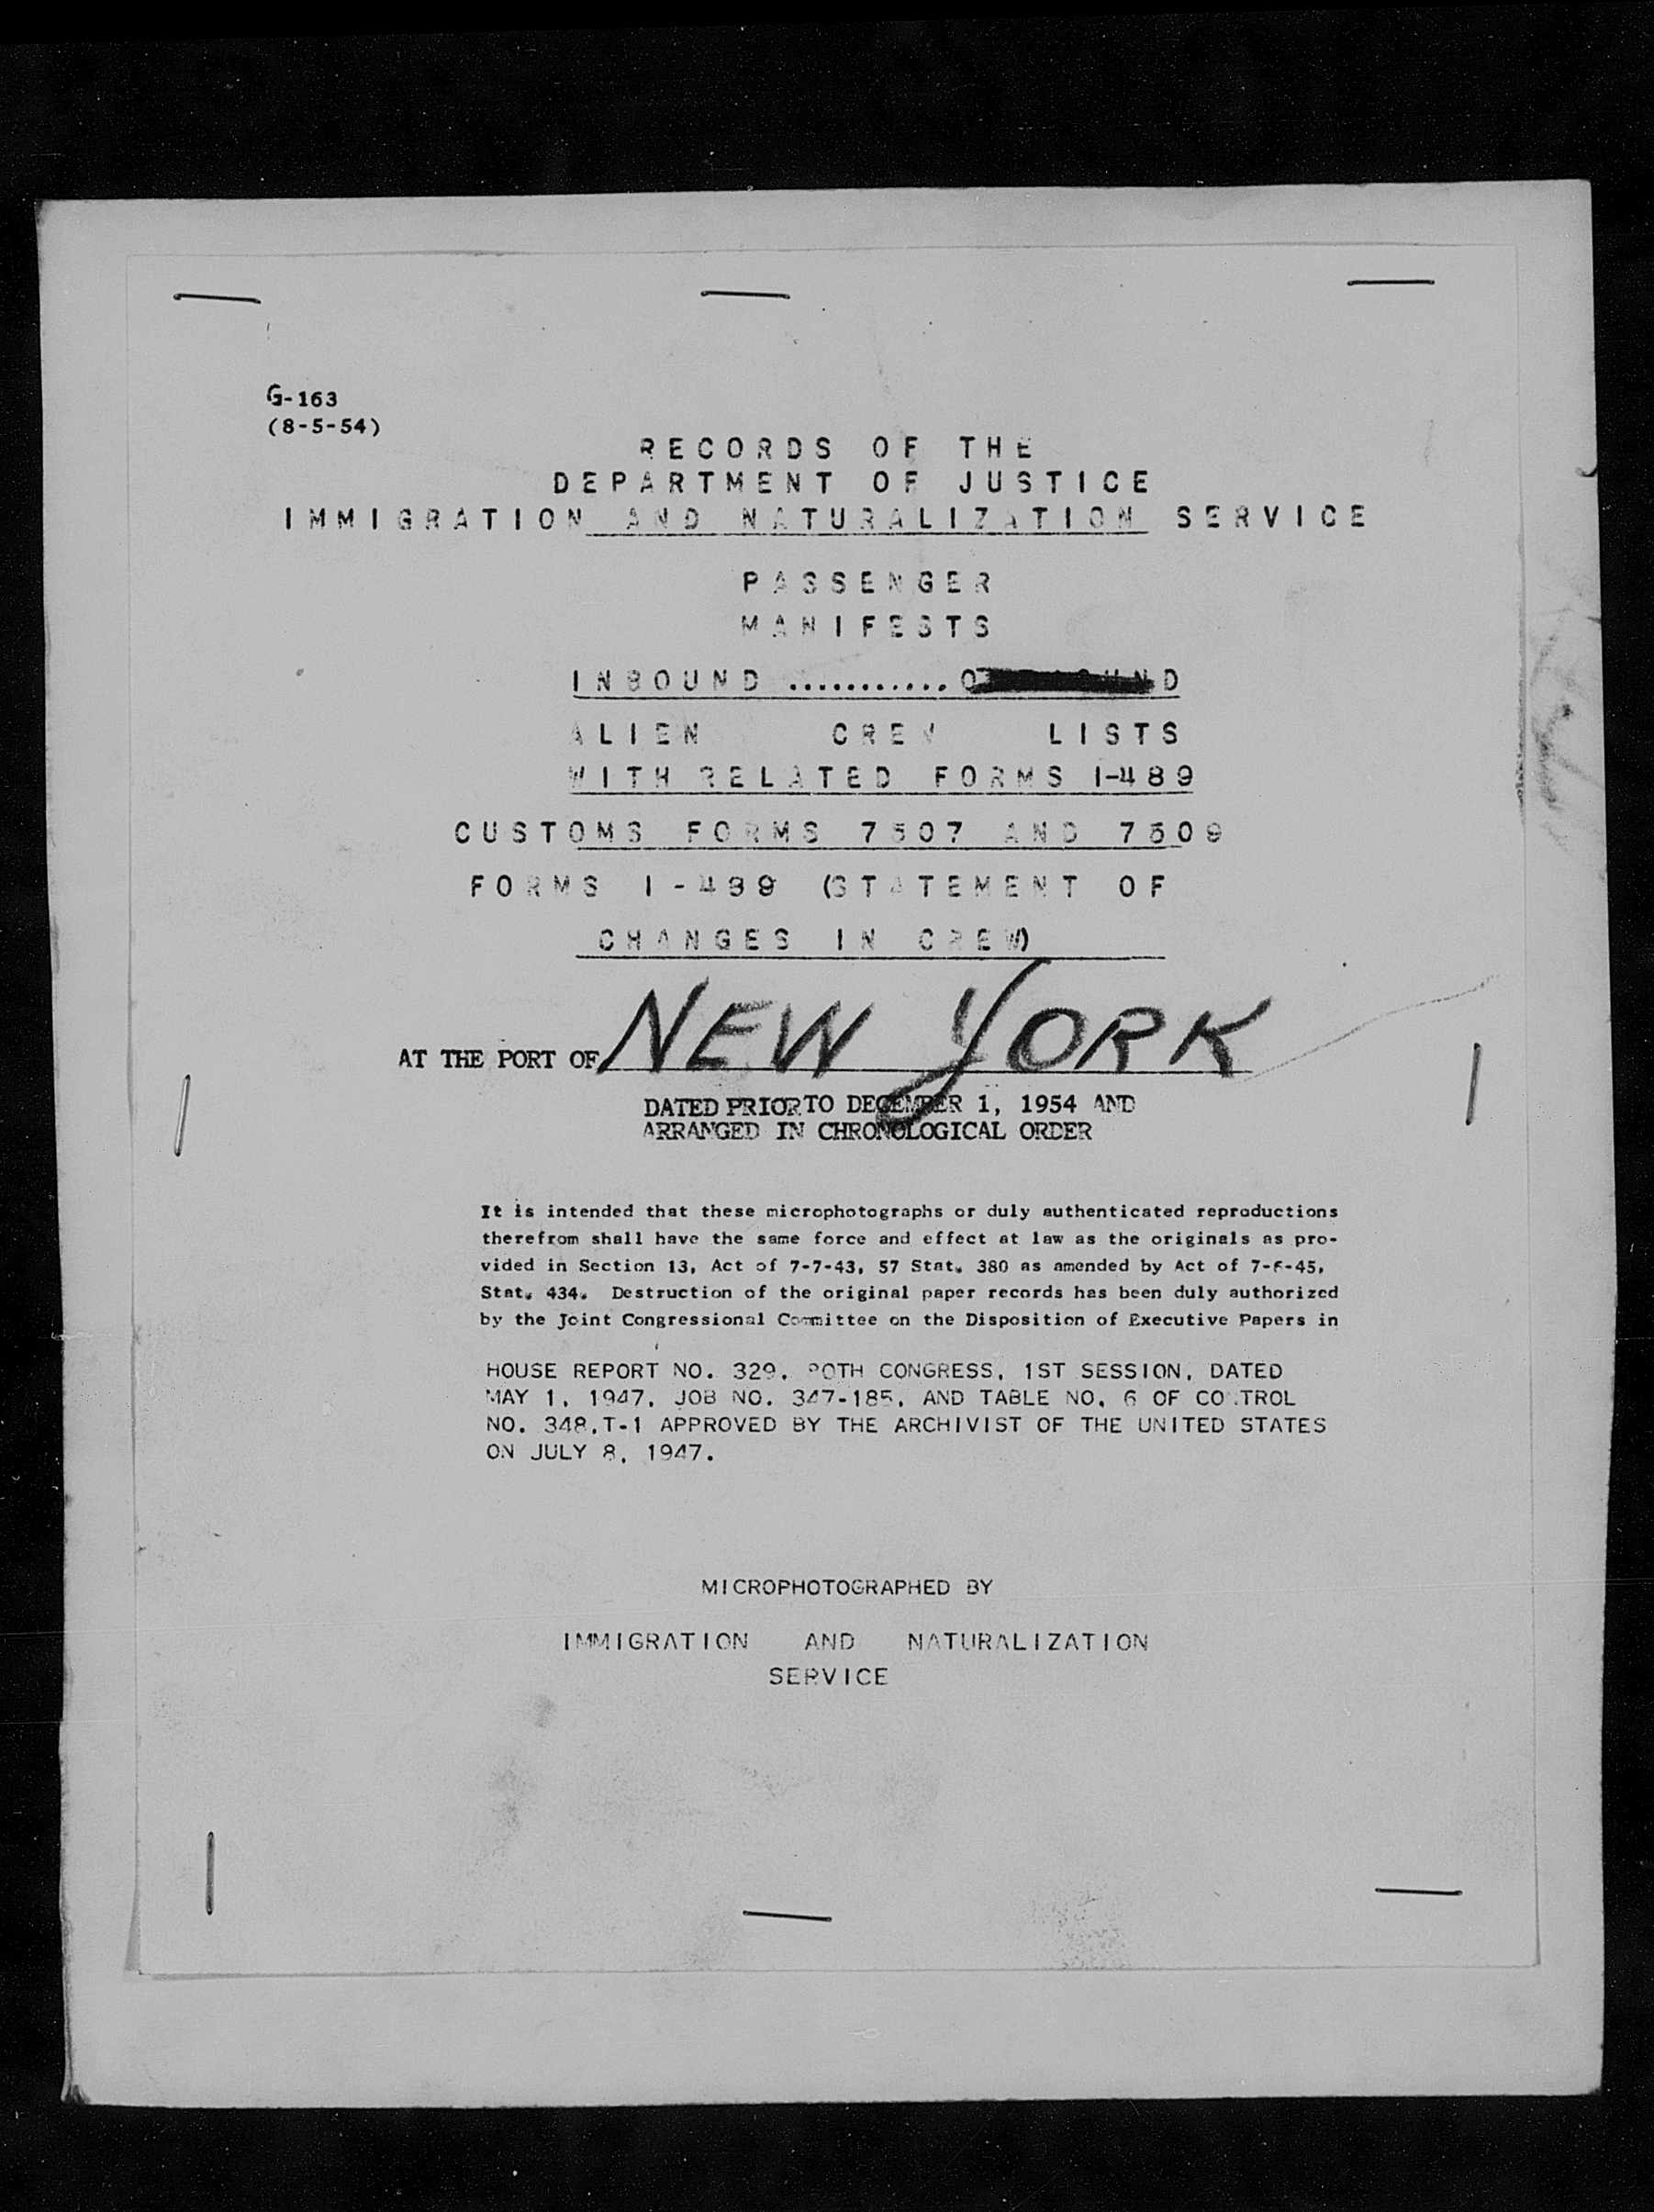 G-163
(8-5-54)
RECORDS OF THE
DEPARTMENT OF JUSTICE
IMMIGRATION AND NATURALIZATION SERVICE
PASSENGER
MANIFESTS
INBOUND ...........
ALIEN CREW LISTS
WITH RELATED FORMS I-489
CUSTOMS FORMS 7507 AND 7509
FORMS I-489 (STATEMENT OF
CHANGES IN CREW)
AT THE PORT OF NEW YORK
DATED PRIOR TO DECEMBER 1, 1954 AND
ARRANGED IN CHRONOLOGICAL ORDER
It is intended that these microphotographs or duly authenticated reproductions
therefrom shall have the same force and effect at law as the originals as pro-
vided in Section 13, Act of 7-7-43, 57 Stat. 380 as amended by Act of 7-6-45,
Stat. 434. Destruction of the original paper records has been duly authorized
by the Joint Congressional Committee on the Disposition of Executive Papers in
HOUSE REPORT NO. 329, 80TH CONGRESS, 1ST SESSION, DATED
MAY 1, 1947, JOB NO. 347-185, AND TABLE NO. 6 OF CONTROL
NO. 348.T-1 APPROVED BY THE ARCHIVIST OF THE UNITED STATES
ON JULY 8, 1947.
MICROPHOTOGRAPHED BY
IMMIGRATION AND NATURALIZATION
SERVICE